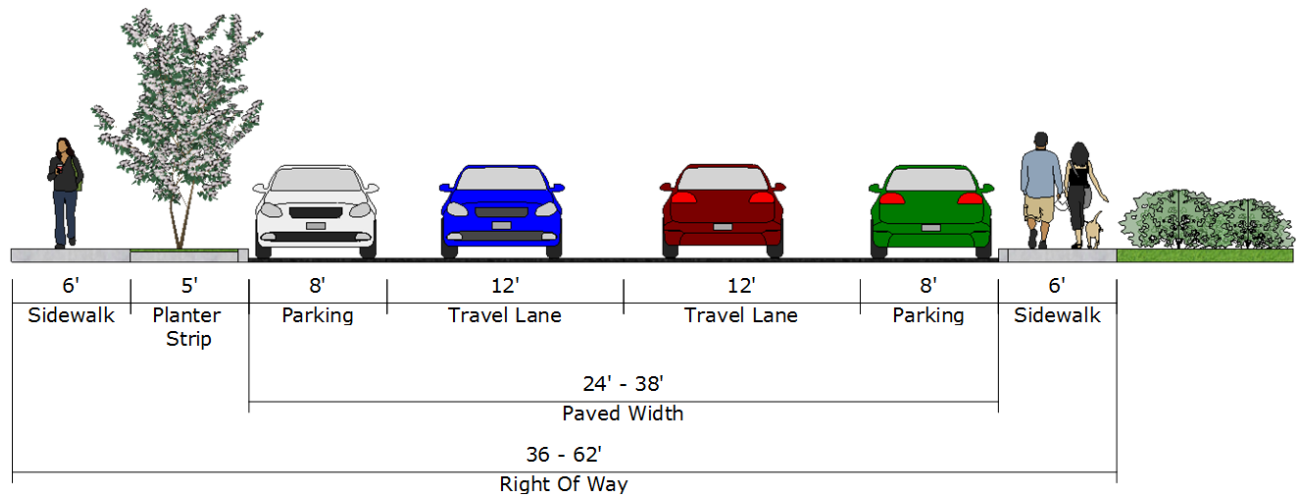 6' 5' 8' 12' 12' 8' 6'
Sidewalk Planter Parking Travel Lane Travel Lane Parking Sidewalk
Strip
24' - 38'
Paved Width
36 - 62'
Right Of Way